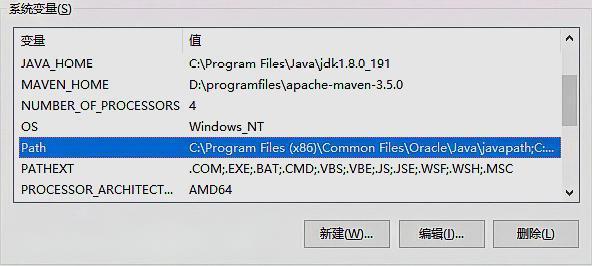 系统变量(S)
变量 值
JAVA_HOME C:\Program Files\Java\jdk1.8.0_191
MAVEN_HOME D:\programfiles\apache-maven-3.5.0
NUMBER_OF_PROCESSORS 4
OS Windows_NT
Path C:\Program Files (x86)\Common Files\Oracle\Java\javapath;C:...
PATHEXT .COM;.EXE;.BAT;.CMD;.VBS;.VBE;.JS;.JSE;.WSF;.WSH;.MSC
PROCESSOR_ARCHITECT... AMD64
新建(W)... 编辑(I)... 删除(L)